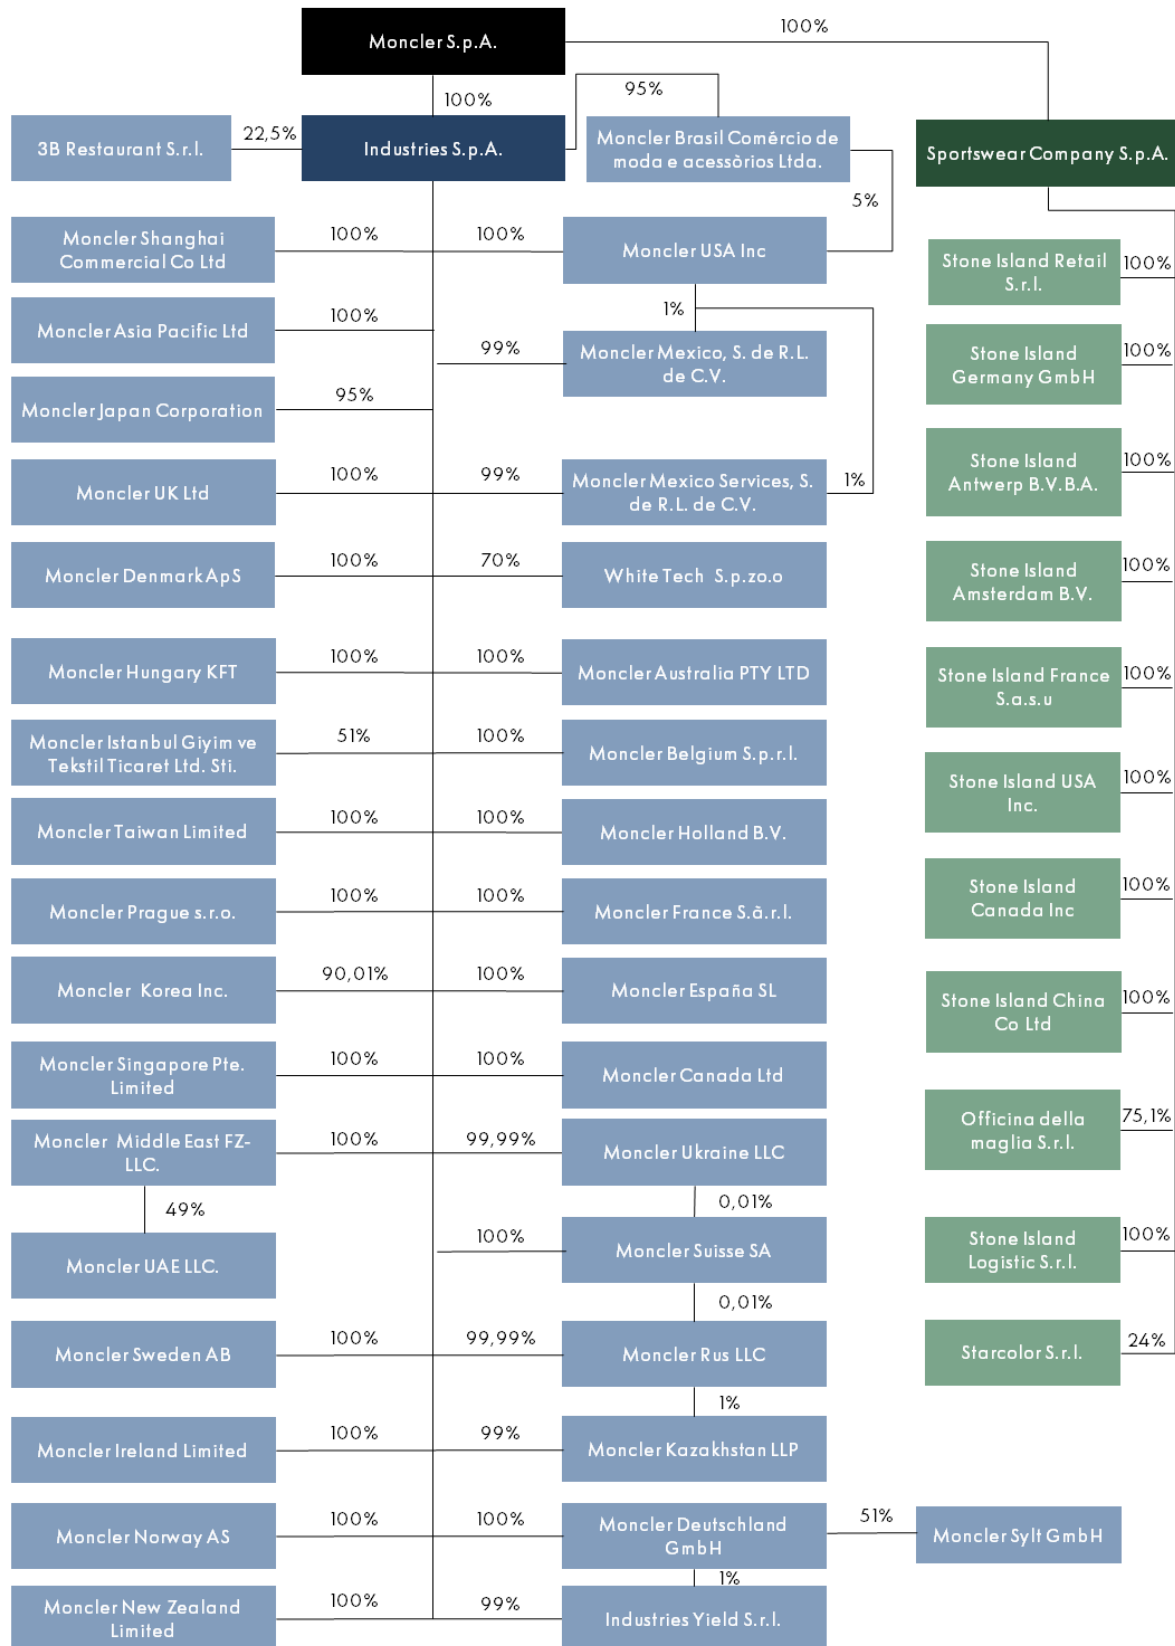 Moncler S.p.A.
100%
100%
95%
3B Restaurant S.r.l.
22,5%
Industries S.p.A.
Moncler Brasil Comércio de
moda e acessòrios Ltda.
Sportswear Company S.p.A.
5%
Moncler Shanghai
Commercial Co Ltd
100%
100%
Moncler USA Inc
Stone Island Retail
S.r.l.
100%
Moncler Asia Pacific Ltd
100%
1%
99%
Moncler Mexico, S. de R.L.
de C.V.
Stone Island
Germany GmbH
100%
Moncler Japan Corporation
95%
Moncler UK Ltd
100%
99%
Moncler Mexico Services, S.
de R.L. de C.V.
1%
Stone Island
Antwerp B.V.B.A.
100%
Moncler Denmark ApS
100%
70%
White Tech S.p.zo.o
Stone Island
Amsterdam B.V.
100%
Moncler Hungary KFT
100%
100%
Moncler Australia PTY LTD
Stone Island France
S.a.s.u
100%
Moncler Istanbul Giyim ve
Tekstil Ticaret Ltd. Sti.
51%
100%
Moncler Belgium S.p.r.l.
Stone Island USA
Inc.
100%
Moncler Taiwan Limited
100%
100%
Moncler Holland B.V.
Moncler Prague s.r.o.
100%
100%
Moncler France S.à.r.l.
Stone Island
Canada Inc
100%
Moncler Korea Inc.
90,01%
100%
Moncler España SL
Stone Island China
Co Ltd
100%
Moncler Singapore Pte.
Limited
100%
100%
Moncler Canada Ltd
Officina della
maglia S.r.l.
75,1%
Moncler Middle East FZ-
LLC.
100%
99,99%
Moncler Ukraine LLC
49%
0,01%
Moncler UAE LLC.
100%
Moncler Suisse SA
Stone Island
Logistic S.r.l.
100%
0,01%
Moncler Sweden AB
100%
99,99%
Moncler Rus LLC
Starcolor S.r.l.
24%
1%
Moncler Ireland Limited
100%
99%
Moncler Kazakhstan LLP
Moncler Norway AS
100%
100%
Moncler Deutschland
GmbH
51%
Moncler Sylt GmbH
1%
Moncler New Zealand
Limited
100%
99%
Industries Yield S.r.l.